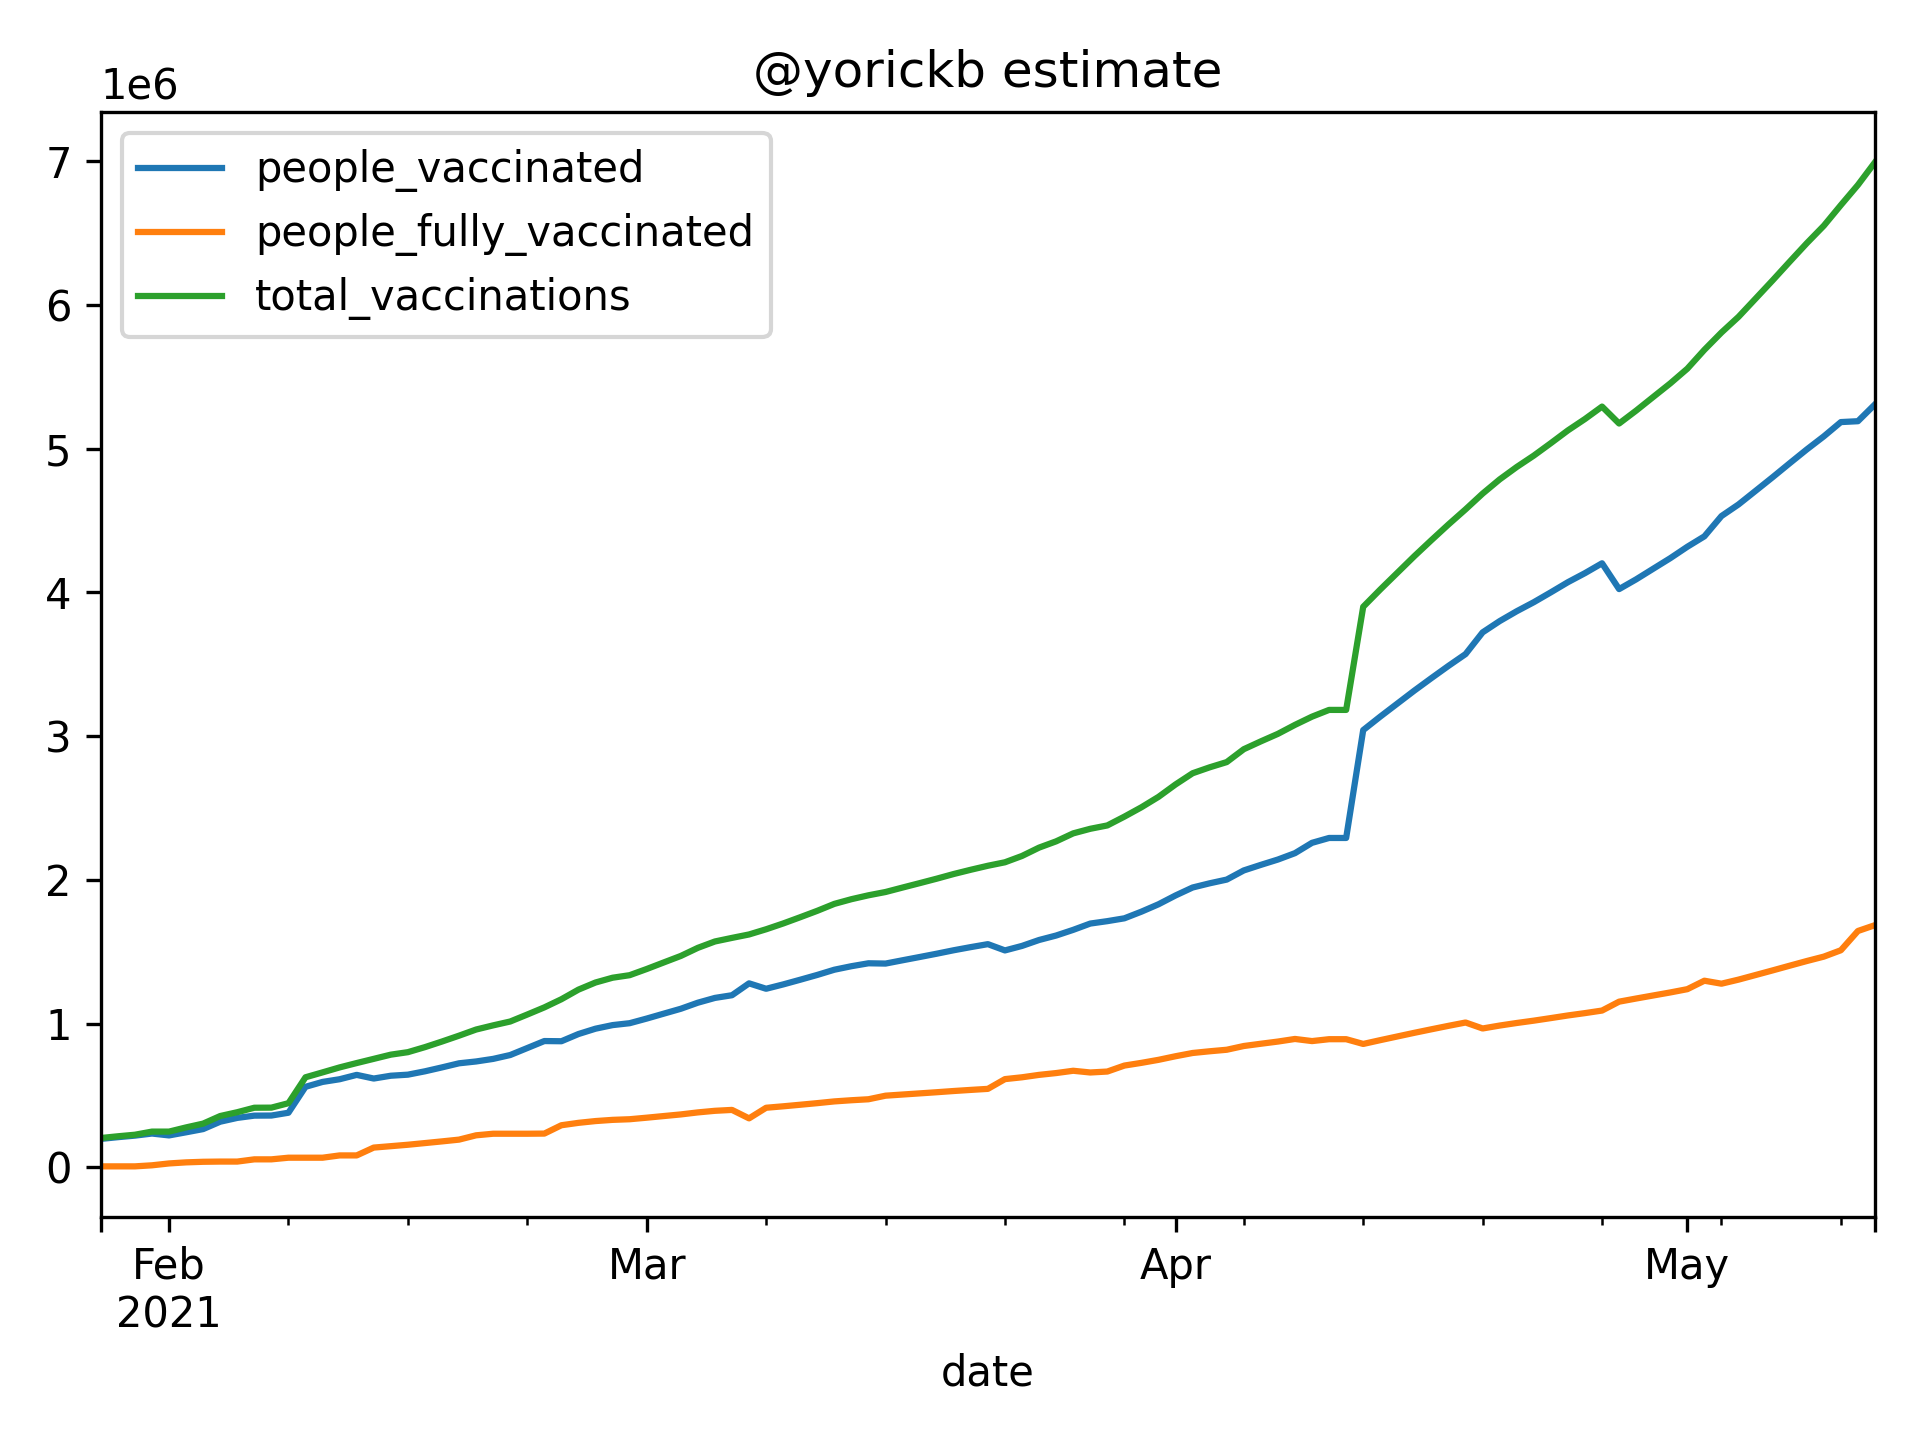 @yorickb estimate
1e6
people_vaccinated
people_fully_vaccinated
total_vaccinations
7
6
5
4
3
2
1
0
Feb Mar Apr May
2021
date